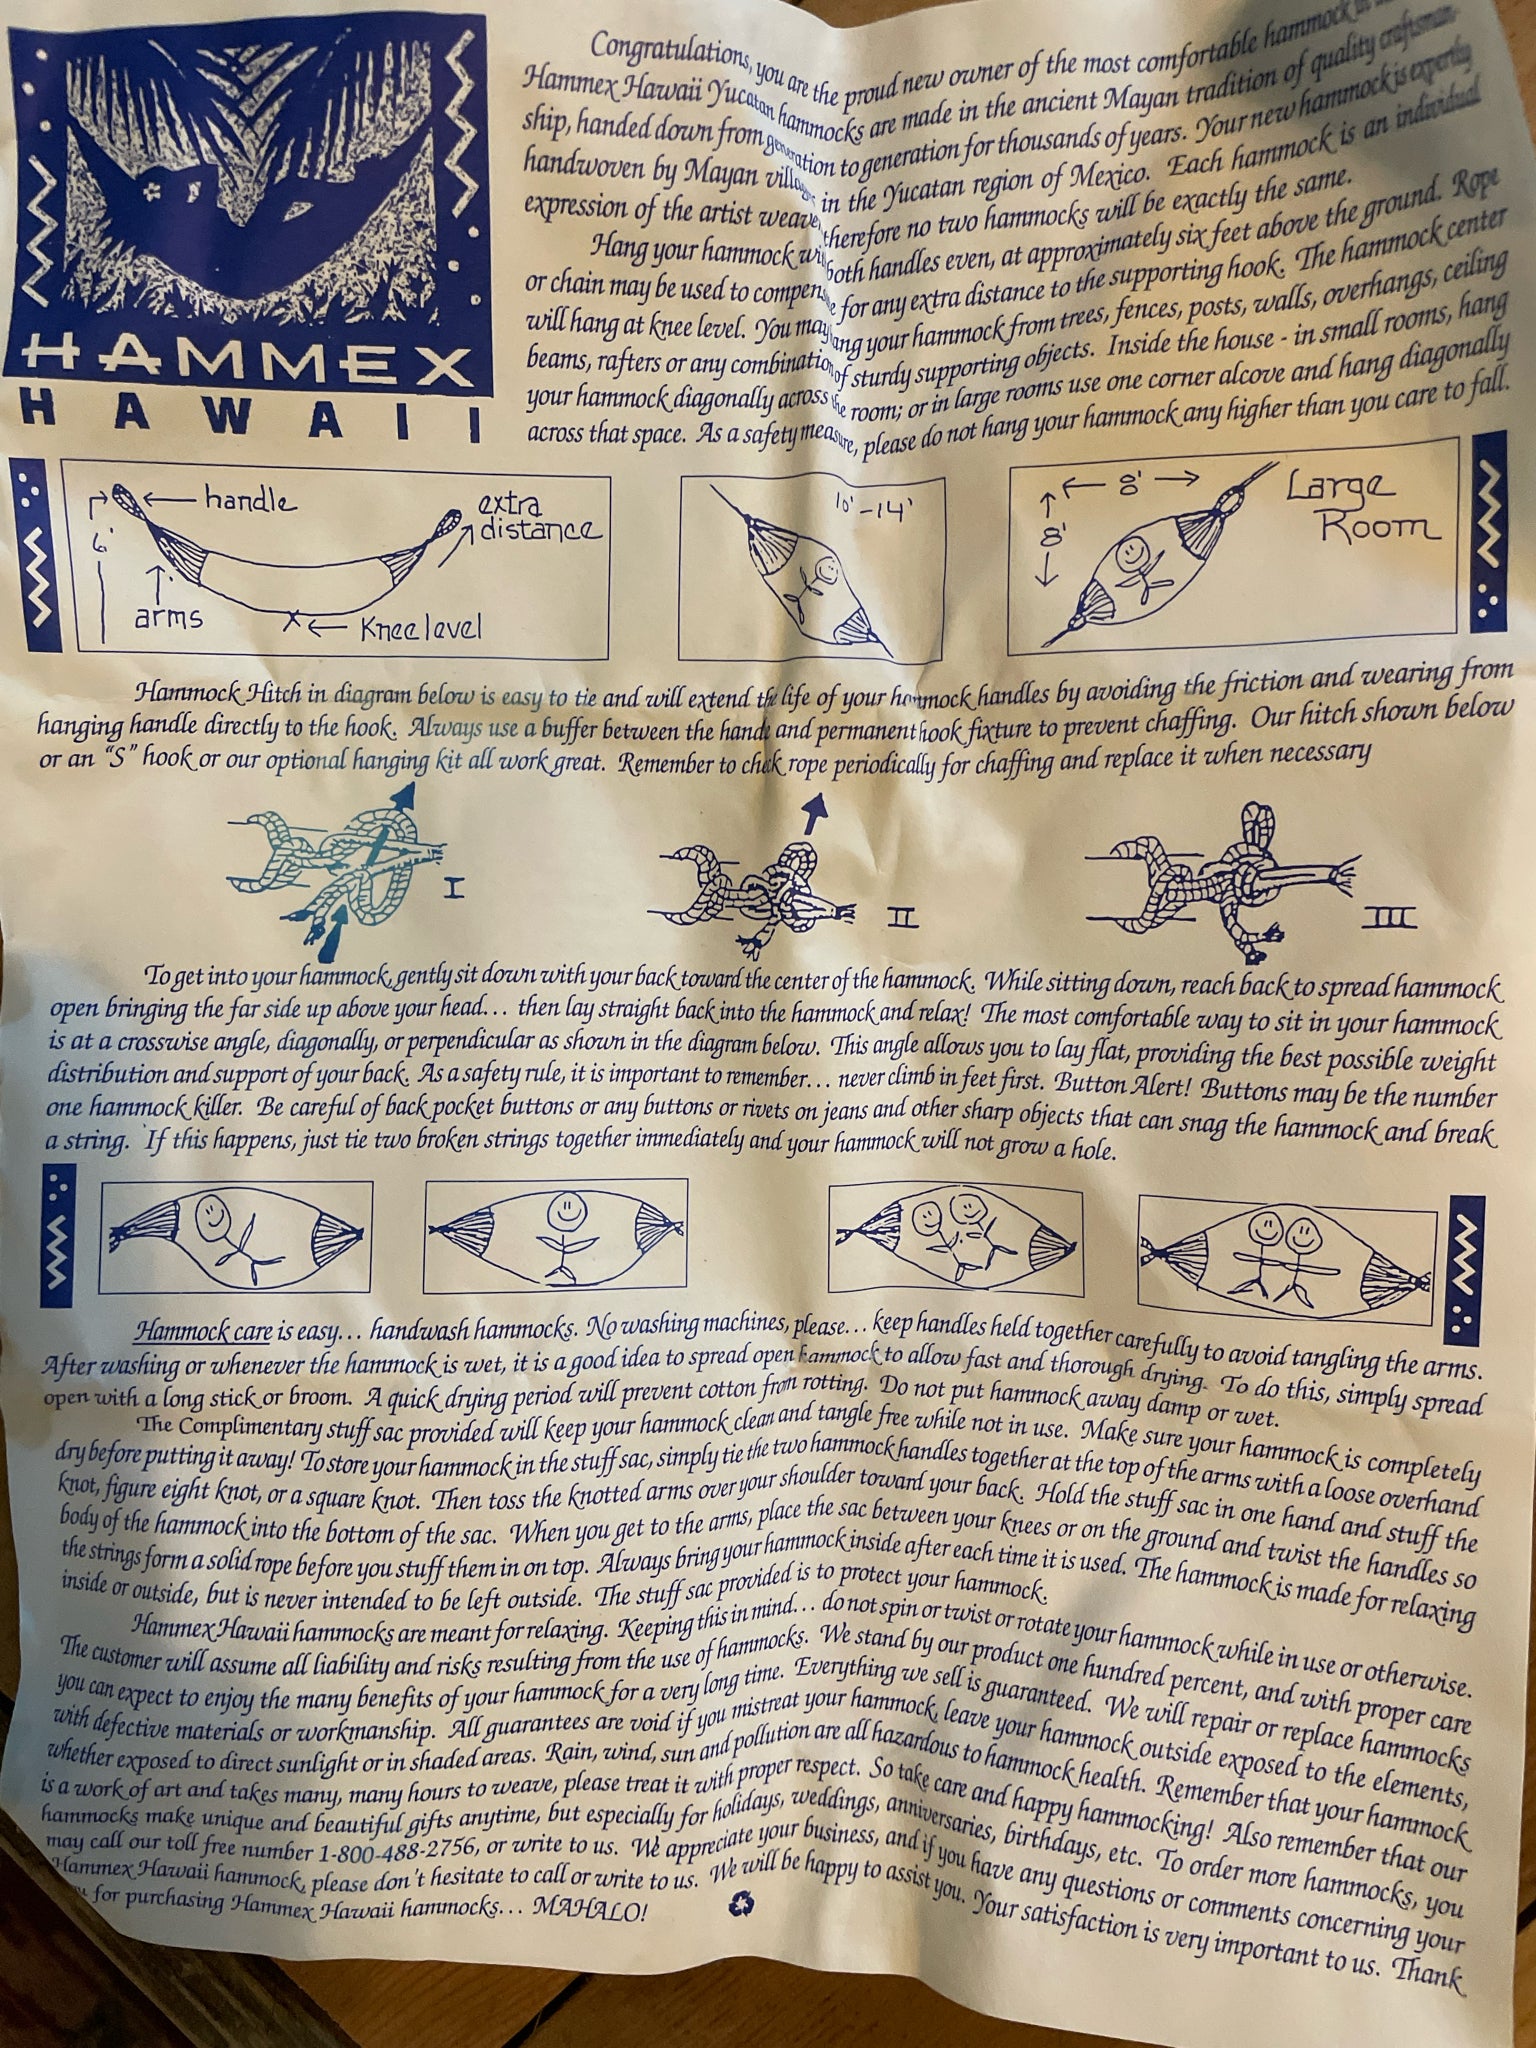 HAMMEX
HAWAII
Congratulations, you are the proud new owner of the most comfortable hammock in
Hammex Hawaii Yucatan hammocks are made in the ancient Mayan tradition of quality craftsman-
ship, handed down from generation to generation for thousands of years. Your new hammock is expertly
handwoven by Mayan villages in the Yucatan region of Mexico. Each hammock is an individual
expression of the artist weaver, therefore no two hammocks will be exactly the same.
Hang your hammock with both handles even, at approximately six feet above the ground. Rope
or chain may be used to compensate for any extra distance to the supporting hook. The hammock center
will hang at knee level. You may hang your hammock from trees, fences, posts, walls, overhangs, ceiling
beams, rafters or any combination of sturdy supporting objects. Inside the house - in small rooms, hang
your hammock diagonally across the room; or in large rooms use one corner alcove and hang diagonally
across that space. As a safety measure, please do not hang your hammock any higher than you care to fall.
handle
6'
arms
Knee level
extra
distance
10' - 14'
8'
8'
Large
Room
Hammock Hitch in diagram below is easy to tie and will extend the life of your hammock handles by avoiding the friction and wearing from
hanging handle directly to the hook. Always use a buffer between the handle and permanent hook fixture to prevent chaffing. Our hitch shown below
or an "S" hook or our optional hanging kit all work great. Remember to check rope periodically for chaffing and replace it when necessary
I
II
III
To get into your hammock, gently sit down with your back toward the center of the hammock. While sitting down, reach back to spread hammock
open bringing the far side up above your head... then lay straight back into the hammock and relax! The most comfortable way to sit in your hammock
is at a crosswise angle, diagonally, or perpendicular as shown in the diagram below. This angle allows you to lay flat, providing the best possible weight
distribution and support of your back. As a safety rule, it is important to remember... never climb in feet first. Button Alert! Buttons may be the number
one hammock killer. Be careful of back pocket buttons or any buttons or rivets on jeans and other sharp objects that can snag the hammock and break
a string. If this happens, just tie two broken strings together immediately and your hammock will not grow a hole.
Hammock care is easy... handwash hammocks. No washing machines, please... keep handles held together carefully to avoid tangling the arms.
After washing or whenever the hammock is wet, it is a good idea to spread open hammock to allow fast and thorough drying. To do this, simply spread
open with a long stick or broom. A quick drying period will prevent cotton from rotting. Do not put hammock away damp or wet.
The Complimentary stuff sac provided will keep your hammock clean and tangle free while not in use. Make sure your hammock is completely
dry before putting it away! To store your hammock in the stuff sac, simply tie the two hammock handles together at the top of the arms with a loose overhand
knot, figure eight knot, or a square knot. Then toss the knotted arms over your shoulder toward your back. Hold the stuff sac in one hand and stuff the
body of the hammock into the bottom of the sac. When you get to the arms, place the sac between your knees or on the ground and twist the handles so
the strings form a solid rope before you stuff them in on top. Always bring your hammock inside after each time it is used. The hammock is made for relaxing
inside or outside, but is never intended to be left outside. The stuff sac provided is to protect your hammock.
Hammex Hawaii hammocks are meant for relaxing. Keeping this in mind... do not spin or twist or rotate your hammock while in use or otherwise.
The customer will assume all liability and risks resulting from the use of hammocks. We stand by our product one hundred percent, and with proper care
you can expect to enjoy the many benefits of your hammock for a very long time. Everything we sell is guaranteed. We will repair or replace hammocks
with defective materials or workmanship. All guarantees are void if you mistreat your hammock, leave your hammock outside exposed to the elements,
whether exposed to direct sunlight or in shaded areas. Rain, wind, sun and pollution are all hazardous to hammock health. Remember that your hammock
is a work of art and takes many, many hours to weave, please treat it with proper respect. So take care and happy hammocking! Also remember that our
hammocks make unique and beautiful gifts anytime, but especially for holidays, weddings, anniversaries, birthdays, etc. To order more hammocks, you
may call our toll free number 1-800-488-2756, or write to us. We appreciate your business, and if you have any questions or comments concerning your
Hammex Hawaii hammock, please don't hesitate to call or write to us. We will be happy to assist you. Your satisfaction is very important to us. Thank
for purchasing Hammex Hawaii hammocks... MAHALO!